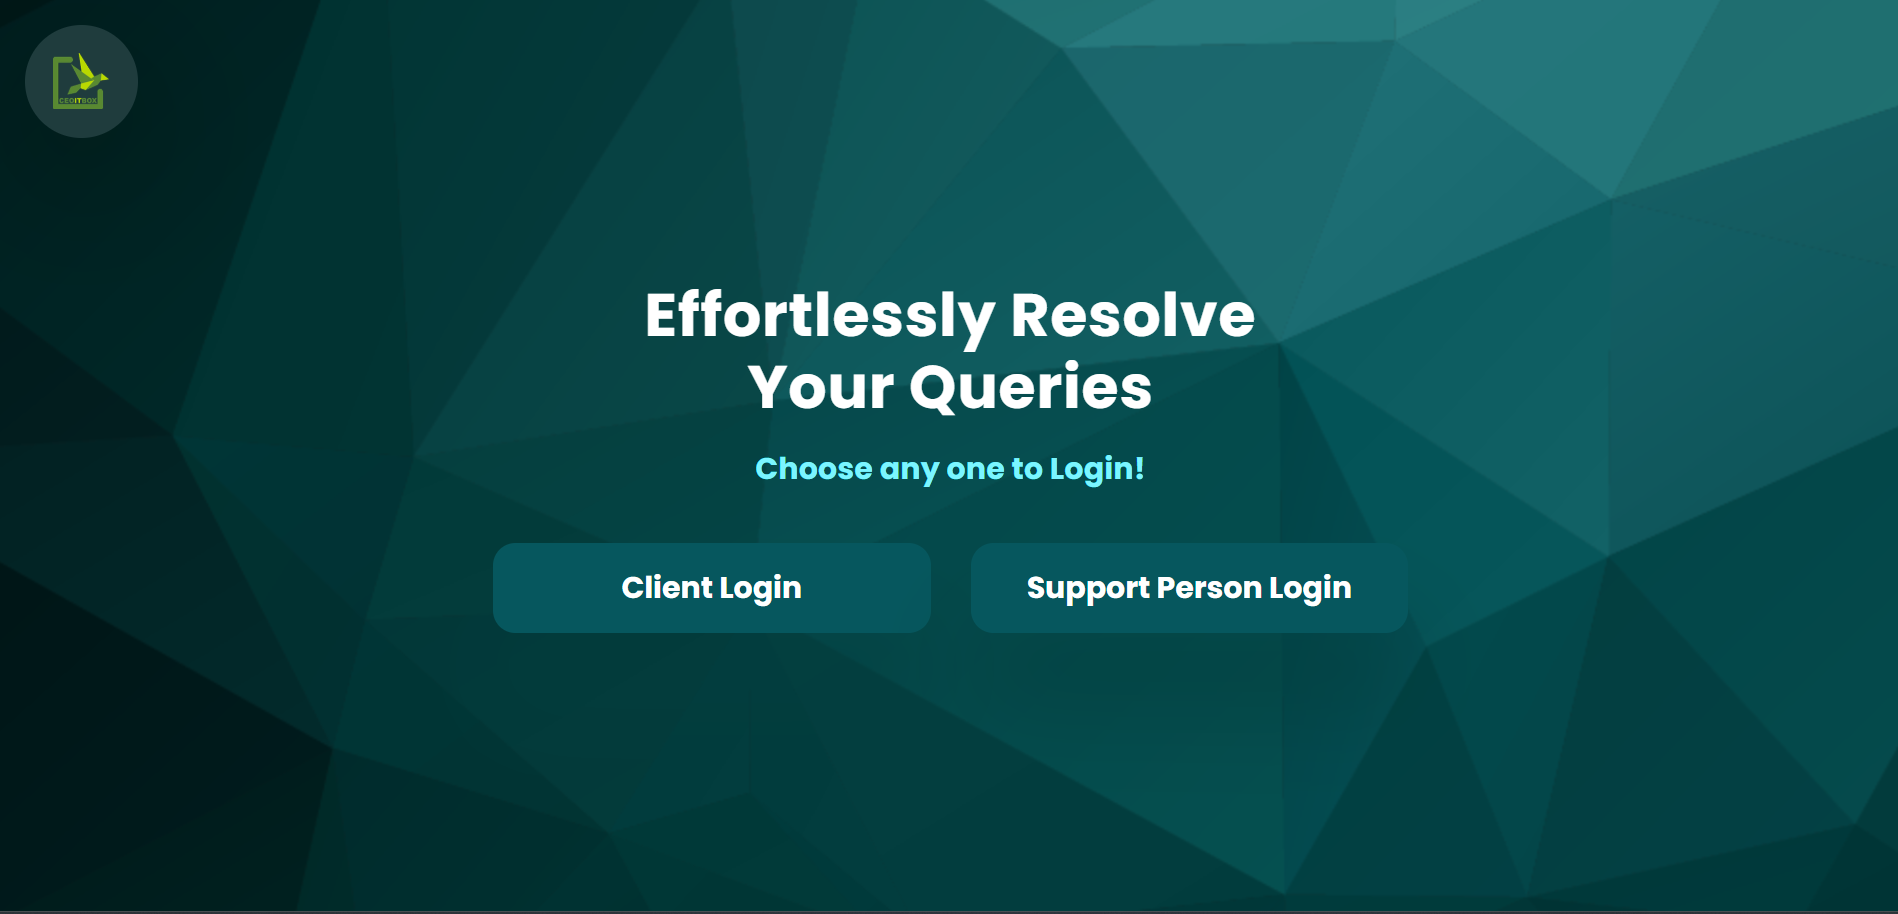 CEOITBOX
Effortlessly Resolve
Your Queries
Choose any one to Login!
Client Login
Support Person Login